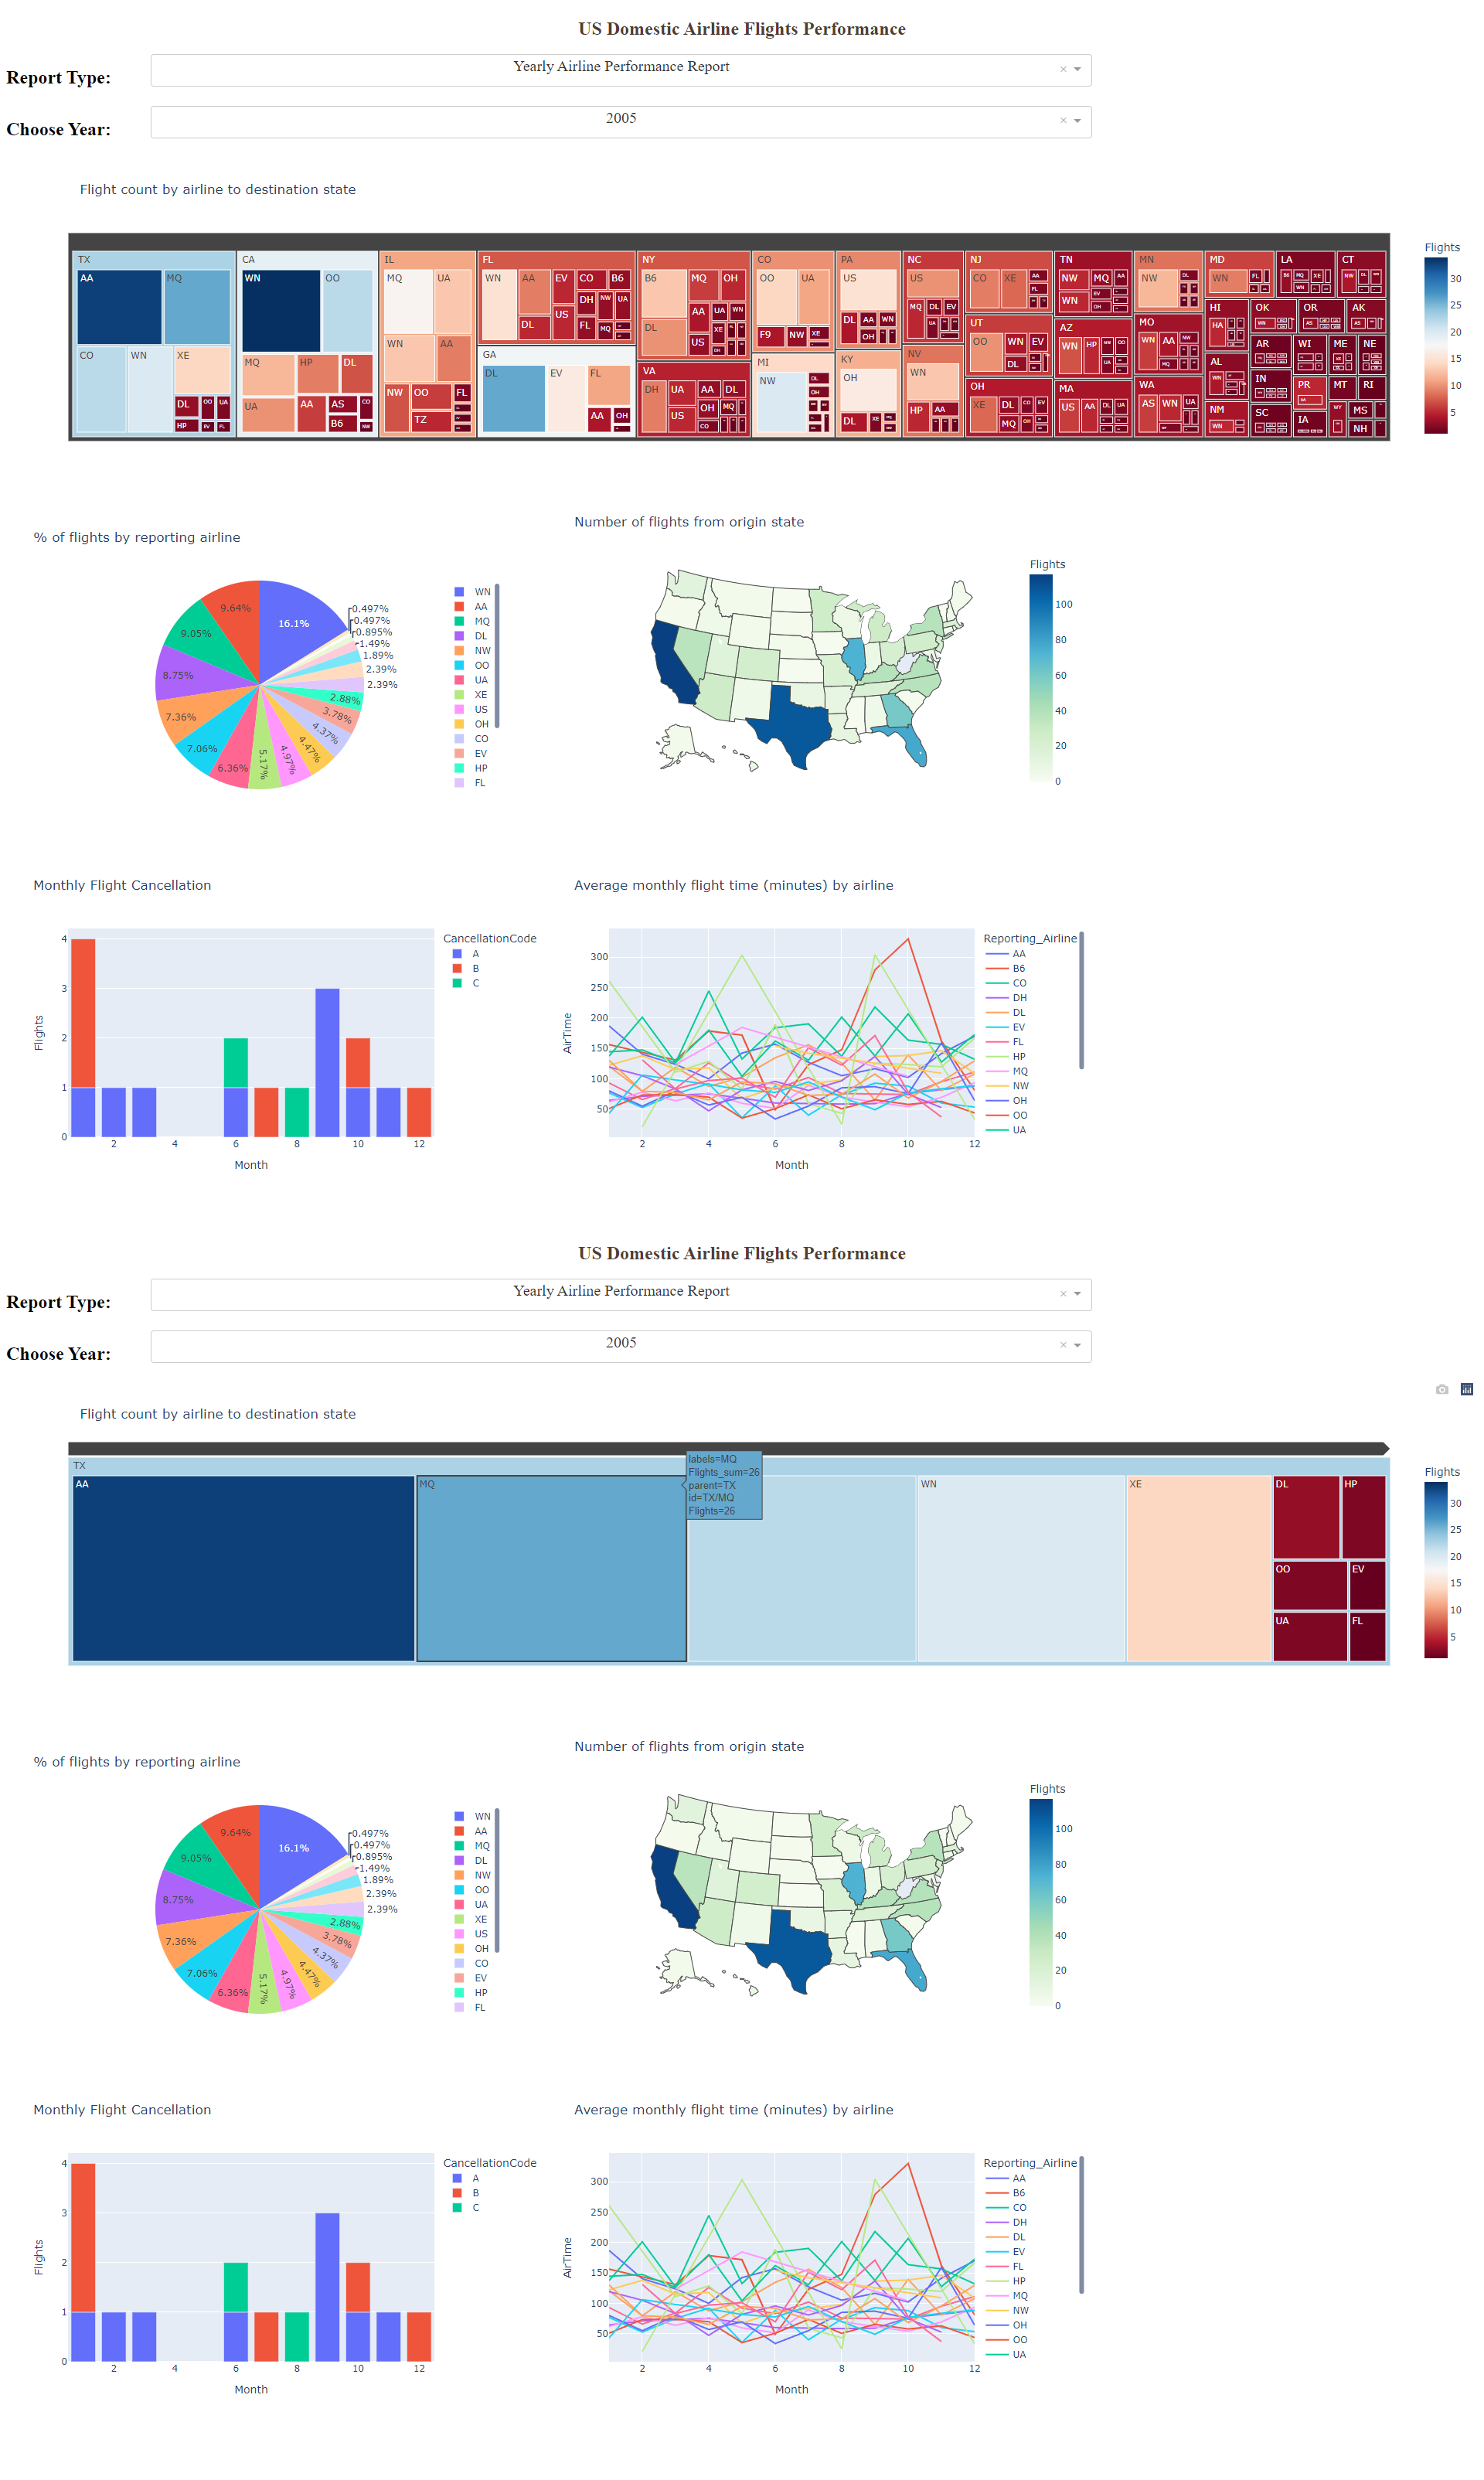 US Domestic Airline Flights Performance
Report Type:
Yearly Airline Performance Report
Choose Year:
2005
Flight count by airline to destination state
TX
AA
MQ
CO
WN
XE
DL
OO
UA
HP
EV
FL
CA
WN
OO
MQ
HP
DL
UA
AA
AS
CO
B6
NW
IL
MQ
UA
WN
AA
NW
OO
FL
TZ
FL
WN
AA
EV
CO
B6
DL
US
DH
NW
UA
FL
MQ
GA
DL
EV
FL
AA
OH
NY
B6
MQ
OH
DL
AA
UA
WN
US
XE
OH
VA
DH
UA
AA
DL
US
OH
MQ
CO
CO
OO
UA
F9
NW
XE
MI
NW
DL
OH
PA
US
DL
AA
WN
OH
UA
KY
OH
DL
XE
NC
US
MQ
DL
EV
UA
NV
WN
HP
AA
NJ
CO
XE
AA
FL
UT
OO
WN
EV
DL
OH
XE
DL
CO
EV
MQ
OH
TN
NW
MQ
AA
WN
EV
OH
AZ
WN
HP
MA
US
AA
DL
UA
MN
NW
DL
MO
WN
AA
NW
WA
AS
WN
UA
MD
WN
FL
HI
HA
AL
WN
NM
WN
LA
CT
OK
OR
AK
AR
WI
ME
NE
IN
PR
MT
RI
SC
IA
MS
NH
Flights
30
25
20
15
10
5
% of flights by reporting airline
16.1%
9.64%
9.05%
8.75%
7.36%
7.06%
6.36%
5.17%
4.97%
4.47%
4.37%
3.78%
2.88%
2.39%
2.39%
1.89%
1.49%
0.895%
0.497%
0.497%
WN
AA
MQ
DL
NW
OO
UA
XE
US
OH
CO
EV
HP
FL
Number of flights from origin state
Flights
100
80
60
40
20
0
Monthly Flight Cancellation
CancellationCode
A
B
C
Flights
4
3
2
1
0
2
4
6
8
10
12
Month
Average monthly flight time (minutes) by airline
Reporting_Airline
AA
B6
CO
DH
DL
EV
FL
HP
MQ
NW
OH
OO
UA
AirTime
300
250
200
150
100
50
2
4
6
8
10
12
Month
US Domestic Airline Flights Performance
Report Type:
Yearly Airline Performance Report
Choose Year:
2005
Flight count by airline to destination state
TX
AA
MQ
labels=MQ
Flights_sum=26
parent=TX
id=TX/MQ
Flights=26
WN
XE
DL
HP
OO
EV
UA
FL
Flights
30
25
20
15
10
5
% of flights by reporting airline
16.1%
9.64%
9.05%
8.75%
7.36%
7.06%
6.36%
5.17%
4.97%
4.47%
4.37%
3.78%
2.88%
2.39%
2.39%
1.89%
1.49%
0.895%
0.497%
0.497%
WN
AA
MQ
DL
NW
OO
UA
XE
US
OH
CO
EV
HP
FL
Number of flights from origin state
Flights
100
80
60
40
20
0
Monthly Flight Cancellation
CancellationCode
A
B
C
Flights
4
3
2
1
0
2
4
6
8
10
12
Month
Average monthly flight time (minutes) by airline
Reporting_Airline
AA
B6
CO
DH
DL
EV
FL
HP
MQ
NW
OH
OO
UA
AirTime
300
250
200
150
100
50
2
4
6
8
10
12
Month